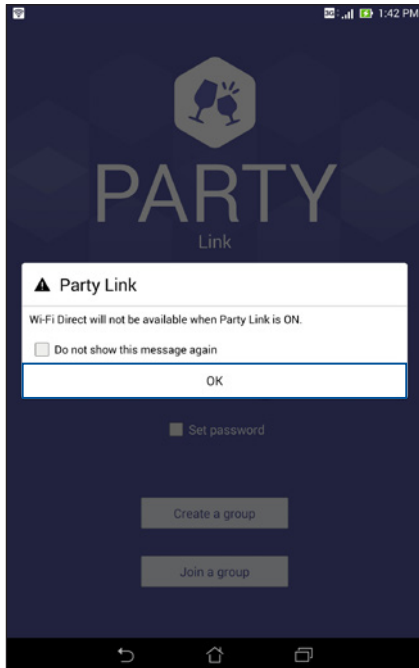 3G 1:42 PM
PARTY
Link
Party Link
Wi-Fi Direct will not be available when Party Link is ON.
Do not show this message again
OK
Set password
Create a group
Join a group